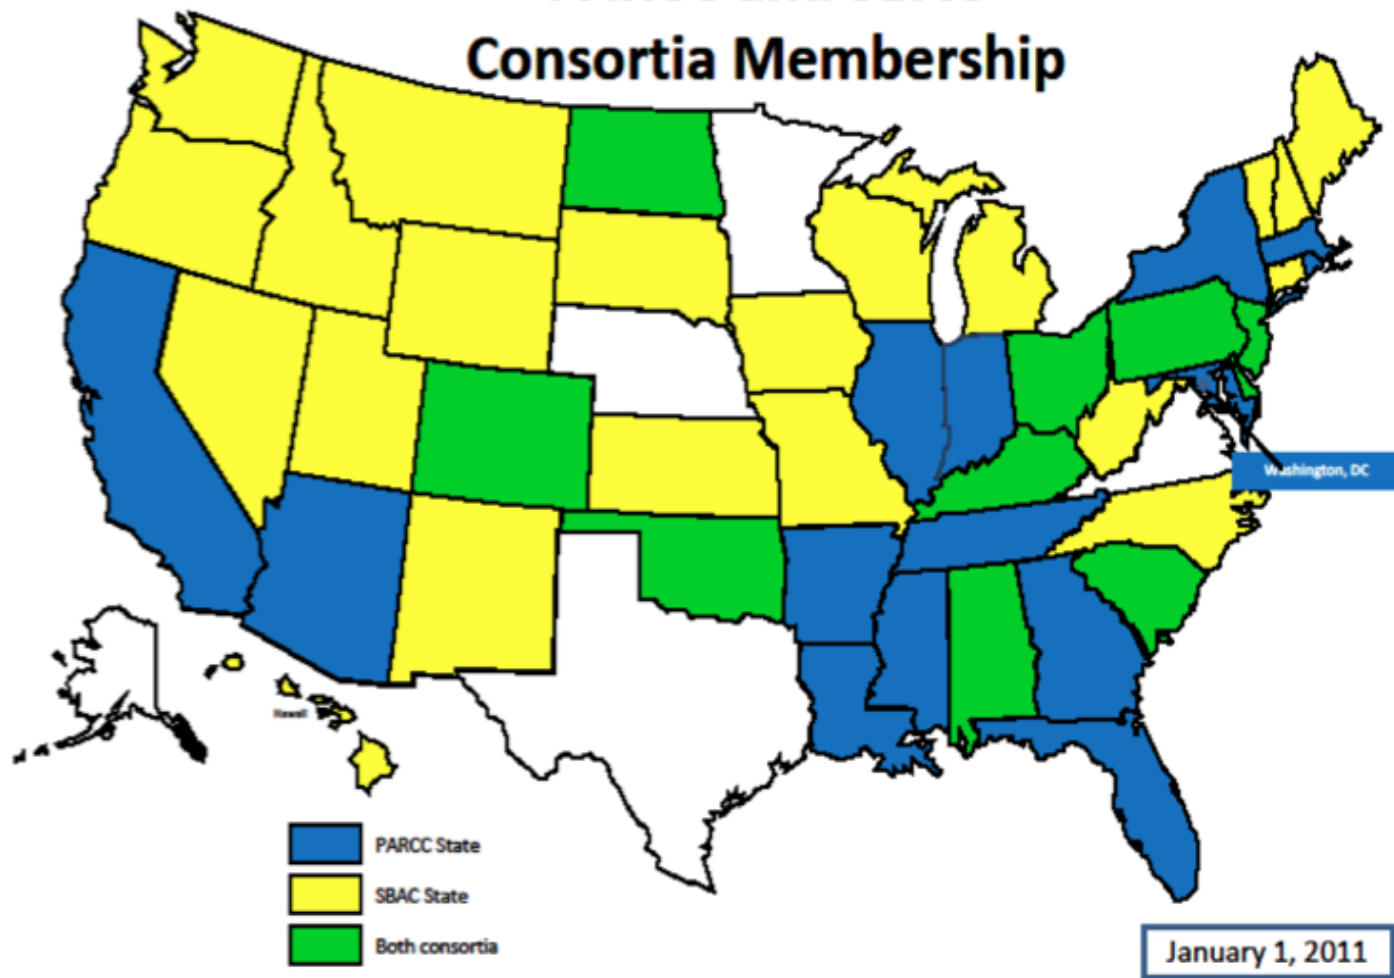 Consortia Membership
Washington, DC
Hawaii
PARCC State
SBAC State
Both consortia
January 1, 2011